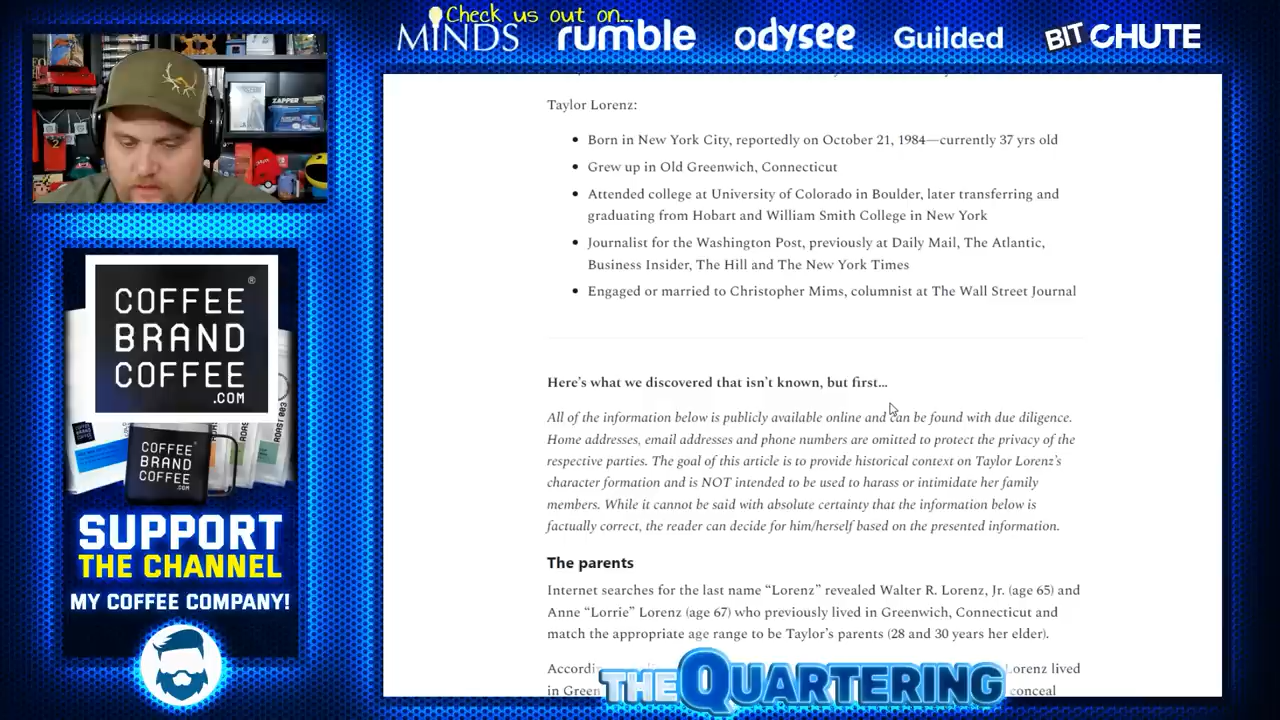 Check us out on...
MINDS rumble odysee Guilded BITCHUTE
ZAPPER
Taylor Lorenz:
Born in New York City, reportedly on October 21, 1984—currently 37 yrs old
Grew up in Old Greenwich, Connecticut
Attended college at University of Colorado in Boulder, later transferring and
graduating from Hobart and William Smith College in New York
Journalist for the Washington Post, previously at Daily Mail, The Atlantic,
Business Insider, The Hill and The New York Times
Engaged or married to Christopher Mims, columnist at The Wall Street Journal
Here's what we discovered that isn't known, but first...
All of the information below is publicly available online and can be found with due diligence.
Home addresses, email addresses and phone numbers are omitted to protect the privacy of the
respective parties. The goal of this article is to provide historical context on Taylor Lorenz's
character formation and is NOT intended to be used to harass or intimidate her family
members. While it cannot be said with absolute certainty that the information below is
factually correct, the reader can decide for him/herself based on the presented information.
The parents
Internet searches for the last name “Lorenz” revealed Walter R. Lorenz, Jr. (age 65) and
Anne “Lorrie” Lorenz (age 67) who previously lived in Greenwich, Connecticut and
match the appropriate age range to be Taylor's parents (28 and 30 years her elder).
Lorenz lived
in Green
conceal
COFFEE
BRAND
COFFEE
.COM
®
COFFEE
BRAND
COFFEE
.COM
SUPPORT
THE CHANNEL
MY COFFEE COMPANY!
THE QUARTERING